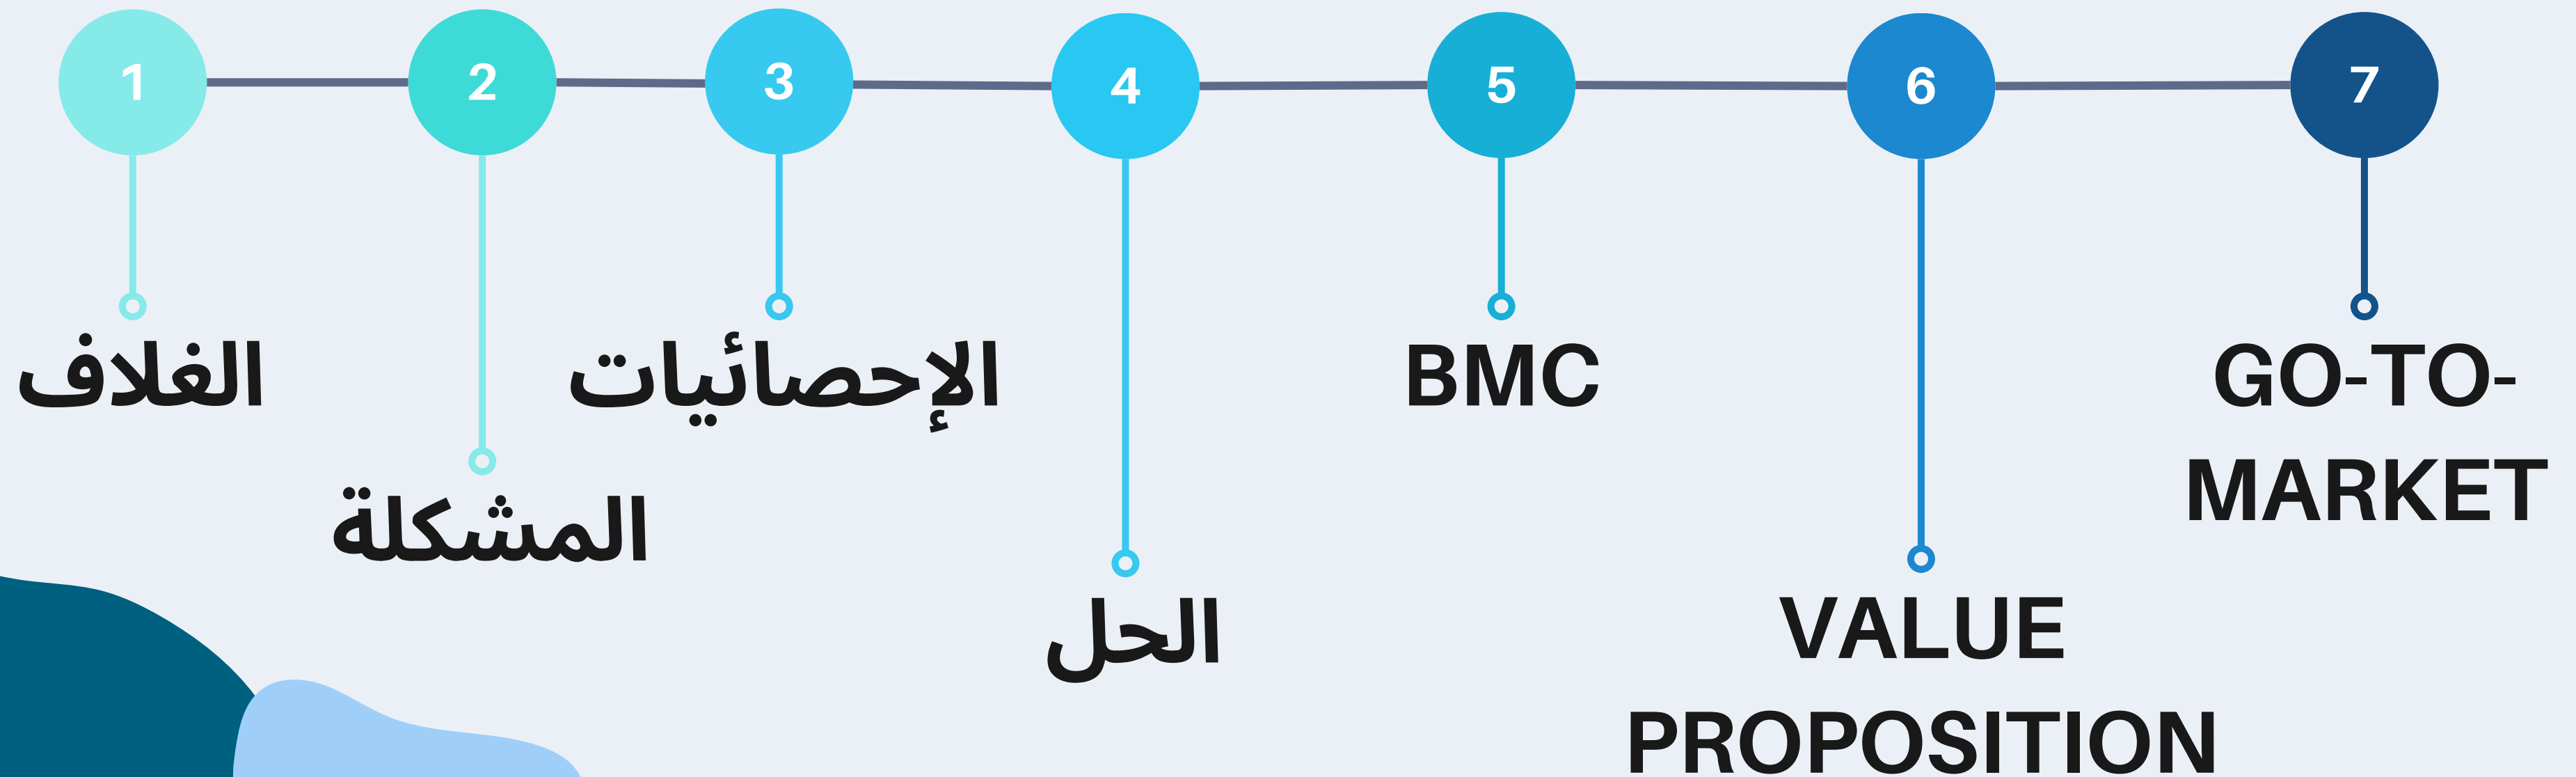 1
2
3
4
5
6
7
الغلاف
المشكلة
الإحصائيات
الحل
BMC
VALUE
PROPOSITION
GO-TO-
MARKET